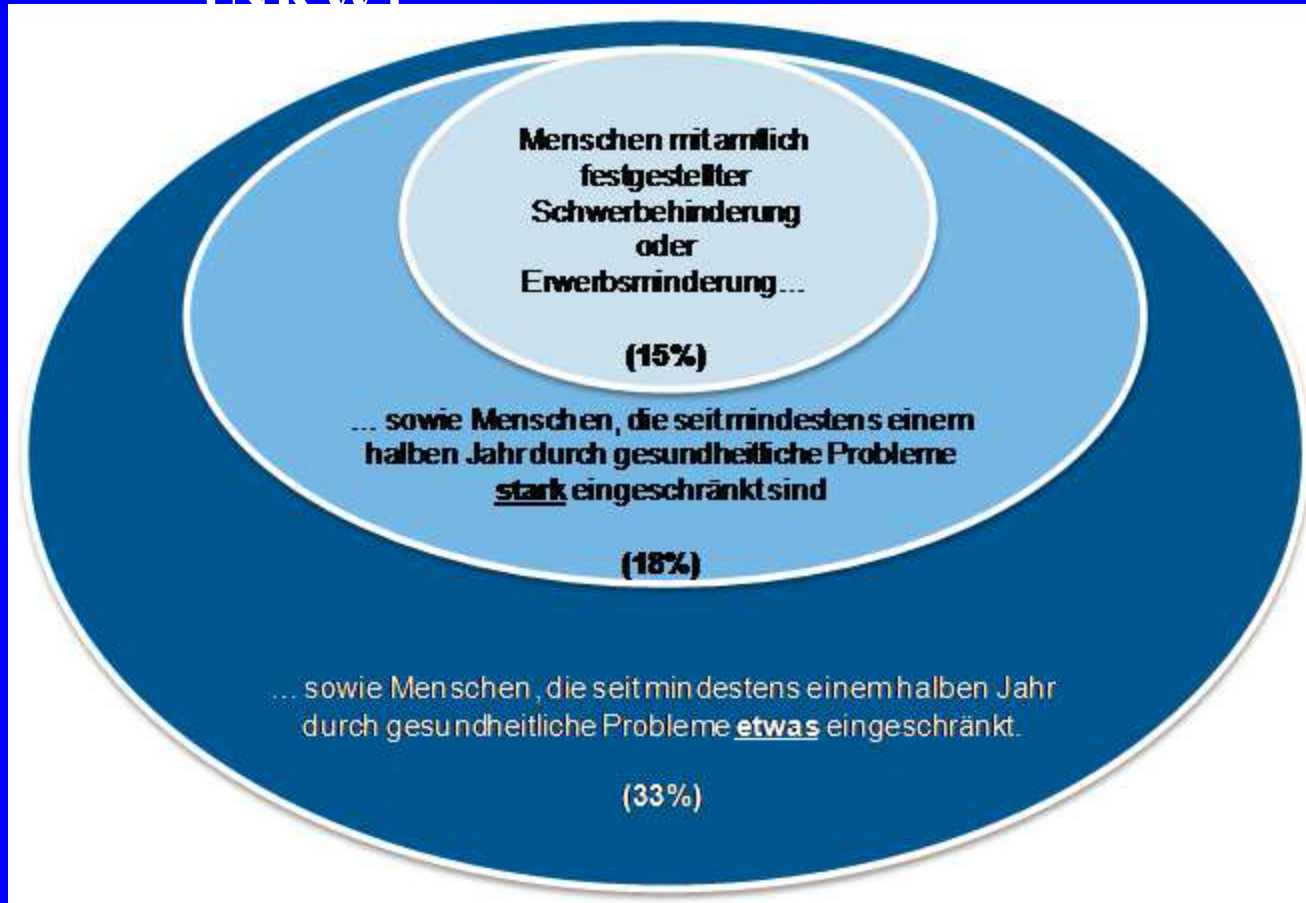 Menschen mit amtlich
festgestellter
Schwerbehinderung
oder
Erwerbsminderung...
(15%)
... sowie Menschen, die seit mindestens einem
halben Jahr durch gesundheitliche Probleme
stark eingeschränkt sind
(18%)
... sowie Menschen, die seit mindestens einem halben Jahr
durch gesundheitliche Probleme etwas eingeschränkt.
(33%)